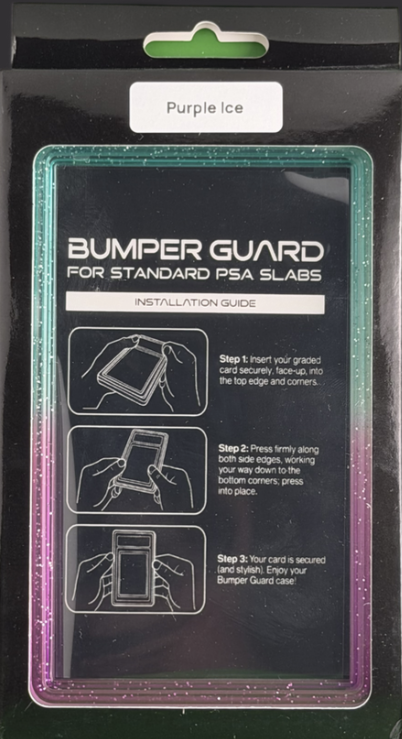 Purple Ice
BUMPER GUARD
FOR STANDARD PSA SLABS
INSTALLATION GUIDE
Step 1: Insert your graded
card securely, face-up, into
the top edge and corners.
Step 2: Press firmly along
both side edges, working
your way down to the
bottom corners; press
into place.
Step 3: Your card is secured
(and stylish). Enjoy your
Bumper Guard case!